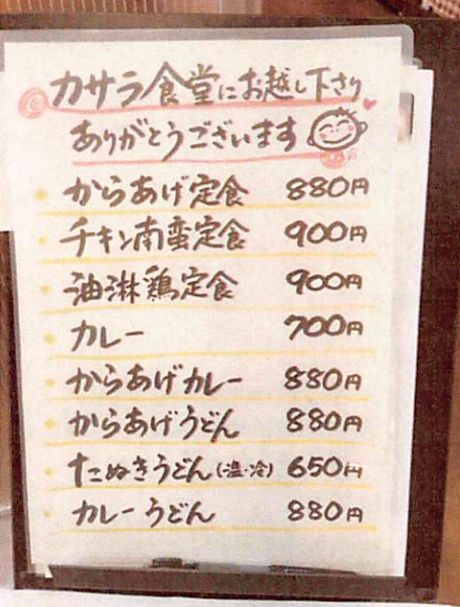 カサラ食堂にお越し下さり
ありがとうございます
からあげ定食 880円
チキン南蛮定食 900円
油淋鶏定食 900円
カレー 700円
からあげカレー 880円
からあげうどん 880円
たぬきうどん(温・冷) 650円
カレーうどん 880円